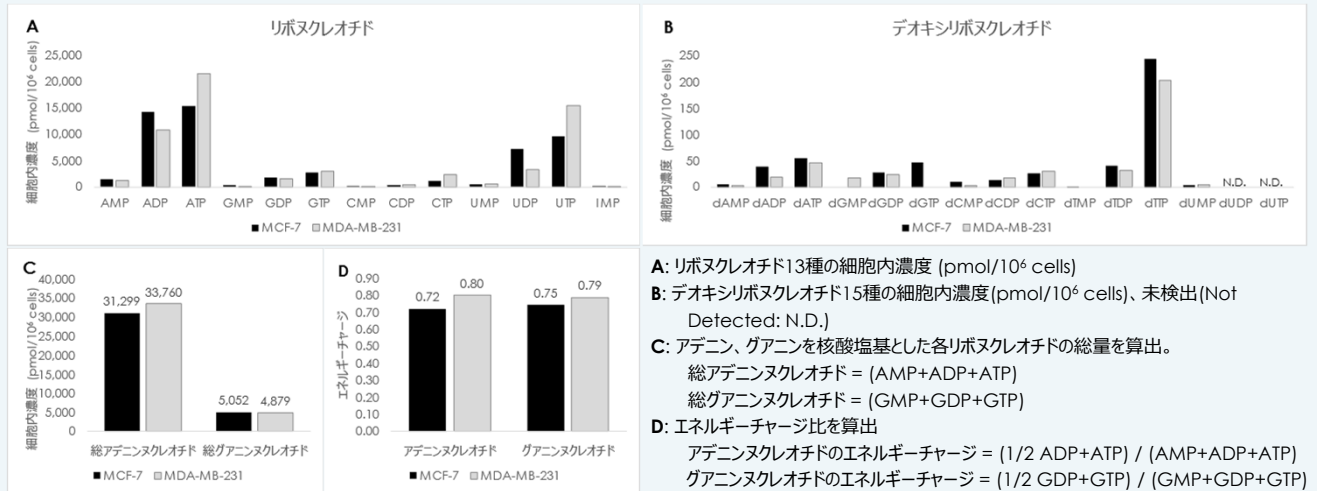 A
リボヌクレオチド
細胞内濃度 (pmol/10⁶ cells)
25,000
20,000
15,000
10,000
5,000
0
AMP ADP ATP GMP GDP GTP CMP CDP CTP UMP UDP UTP IMP
■MCF-7 ■MDA-MB-231
B
デオキシリボヌクレオチド
細胞内濃度 (pmol/10⁶ cells)
250
200
150
100
50
0
N.D. N.D.
dAMP dADP dATP dGMP dGDP dGTP dCMP dCDP dCTP dTMP dTDP dTTP dUMP dUDP dUTP
■MCF-7 ■MDA-MB-231
C
細胞内濃度 (pmol/10⁶ cells)
40,000
35,000
30,000
25,000
20,000
15,000
10,000
5,000
0
31,299 33,760
5,052 4,879
総アデニンヌクレオチド 総グアニンヌクレオチド
■MCF-7 ■MDA-MB-231
D
エネルギーチャージ
0.90
0.80
0.70
0.60
0.50
0.40
0.30
0.20
0.10
0.00
0.72 0.80 0.75 0.79
アデニンヌクレオチド グアニンヌクレオチド
■MCF-7 ■MDA-MB-231
A: リボヌクレオチド13種の細胞内濃度 (pmol/10⁶ cells)
B: デオキシリボヌクレオチド15種の細胞内濃度(pmol/10⁶ cells)、未検出(Not
Detected: N.D.)
C: アデニン、グアニンを核酸塩基とした各リボヌクレオチドの総量を算出。
総アデニンヌクレオチド = (AMP+ADP+ATP)
総グアニンヌクレオチド = (GMP+GDP+GTP)
D: エネルギーチャージ比を算出
アデニンヌクレオチドのエネルギーチャージ = (1/2 ADP+ATP) / (AMP+ADP+ATP)
グアニンヌクレオチドのエネルギーチャージ = (1/2 GDP+GTP) / (GMP+GDP+GTP)